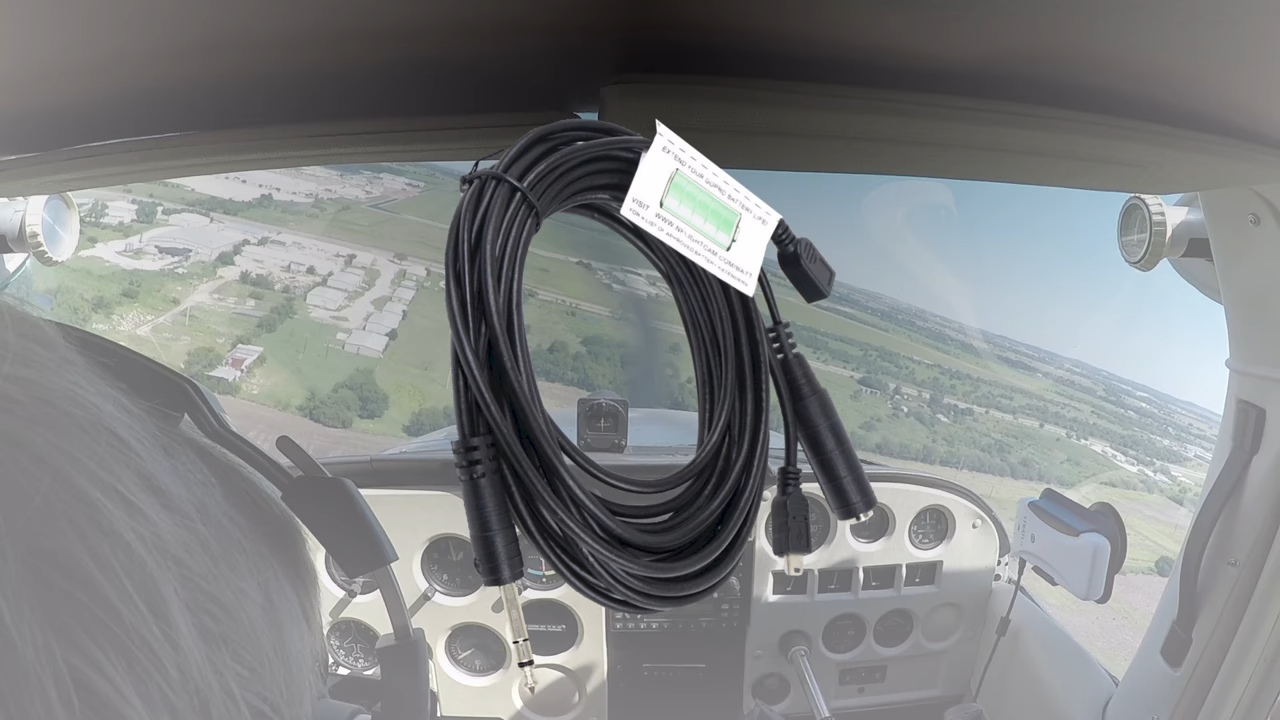 EXTEND YOUR GOPRO BATTERY LIFE!
VISIT WWW.NFLIGHTCAM.COM/BATT
FOR A LIST OF APPROVED BATTERY EXTENDERS